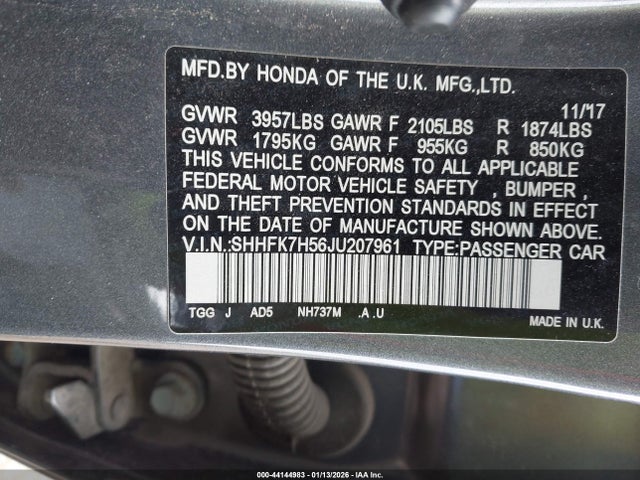 MFD.BY HONDA OF THE U.K. MFG.,LTD.
11/17
GVWR 3957LBS GAWR F 2105LBS R 1874LBS
GVWR 1795KG GAWR F 955KG R 850KG
THIS VEHICLE CONFORMS TO ALL APPLICABLE
FEDERAL MOTOR VEHICLE SAFETY , BUMPER ,
AND THEFT PREVENTION STANDARDS IN EFFECT
ON THE DATE OF MANUFACTURE SHOWN ABOVE.
V.I.N.:SHHFK7H56JU207961 TYPE:PASSENGER CAR
TGG J AD5 NH737M .A .U
MADE IN U.K.
000-44144983 - 01/13/2026 - IAA Inc.